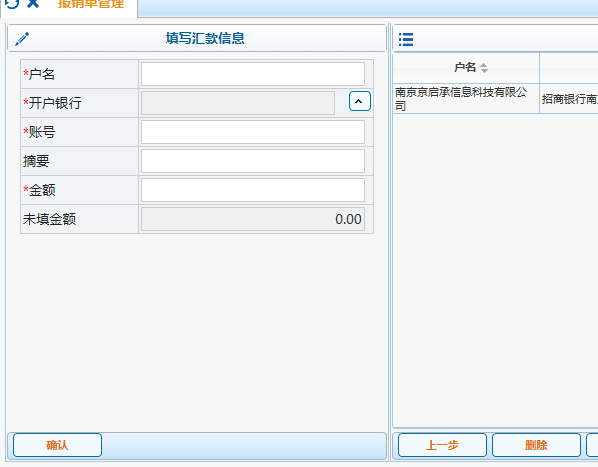 报销单管理
填写汇款信息
*户名
*开户银行
*账号
摘要
*金额
未填金额 0.00
确认
户名
南京京启承信息科技有限公
司
招商银行南
上一步
删除